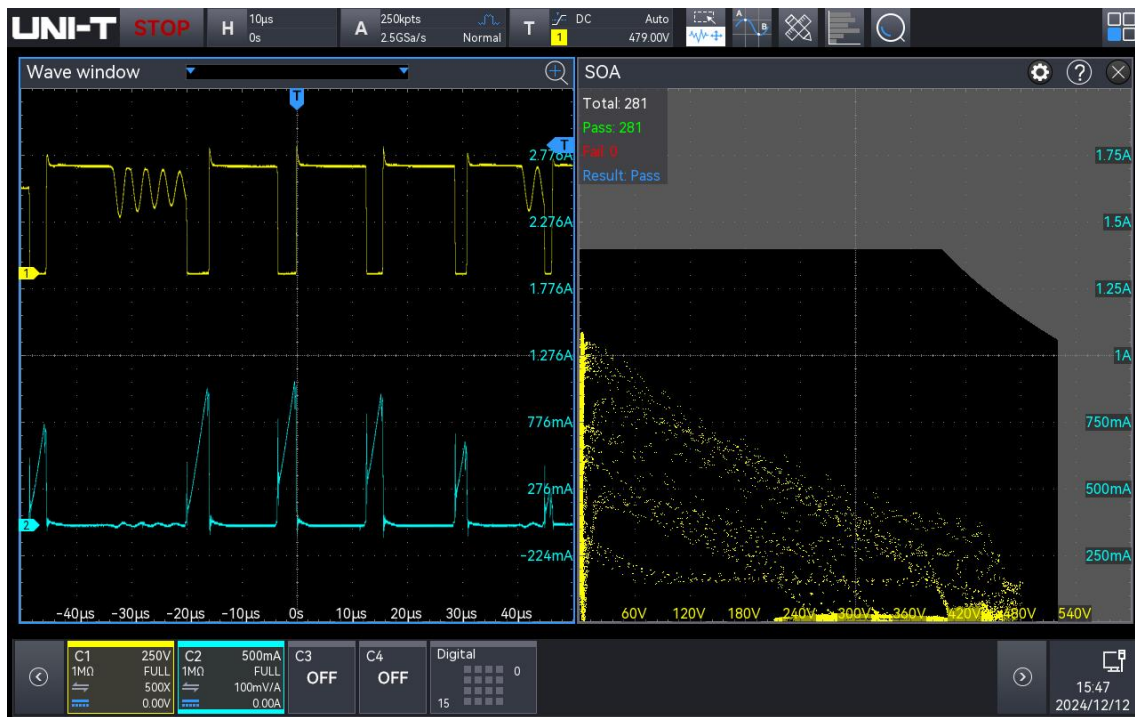 UNI-T STOP H 10μs A 250kpts T DC Auto
0s 2.5GSa/s Normal 1 479.00V
A B
Wave window
T
T
2.776A
2.276A
1
1.776A
1.276A
776mA
276mA
2
-224mA
-40μs -30μs -20μs -10μs 0s 10μs 20μs 30μs 40μs
SOA
?
Total: 281
Pass: 281
Fail: 0
Result: Pass
1.75A
1.5A
1.25A
1A
750mA
500mA
250mA
60V 120V 180V 240V 300V 360V 420V 480V 540V
C1 250V
1MΩ FULL
500X
0.00V
C2 500mA
1MΩ FULL
100mV/A
0.00A
C3
OFF
C4
OFF
Digital
0
15
15:47
2024/12/12